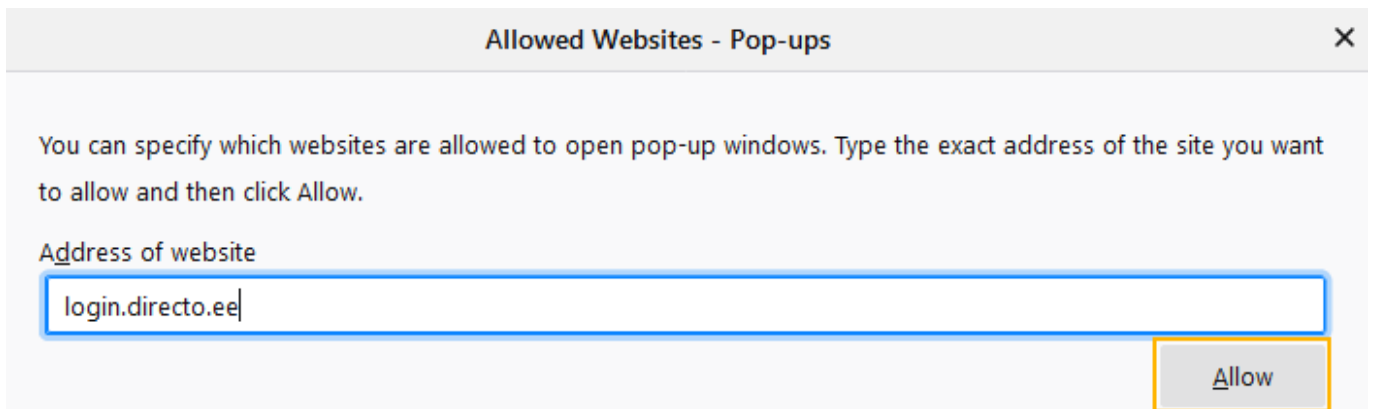 Allowed Websites - Pop-ups
You can specify which websites are allowed to open pop-up windows. Type the exact address of the site you want
to allow and then click Allow.
Address of website
login.directo.ee
Allow